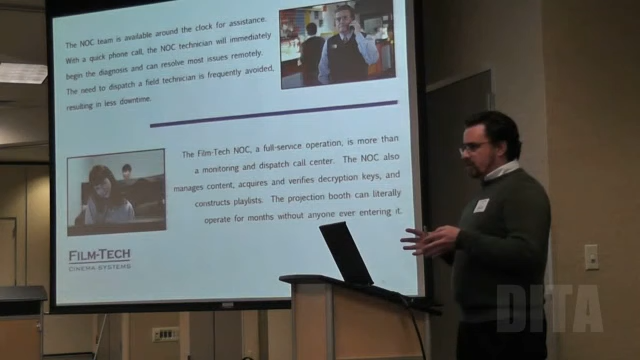 The NOC team is available around the clock for assistance.
With a quick phone call, the NOC technician will immediately
begin the diagnosis and can resolve most issues remotely.
The need to dispatch a field technician is frequently avoided,
resulting in less downtime.
The Film-Tech NOC, a full-service operation, is more than
a monitoring and dispatch call center. The NOC also
manages content, acquires and verifies decryption keys, and
constructs playlists. The projection booth can literally
operate for months without anyone ever entering it.
FILM-TECH
CINEMA SYSTEMS
DITA